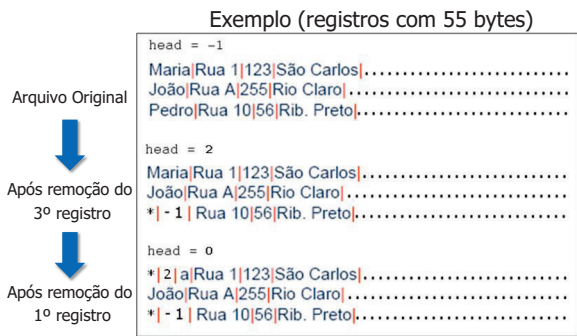 Exemplo (registros com 55 bytes)
head = -1
Maria|Rua 1|123|São Carlos|............................
João|Rua A|255|Rio Claro|..............................
Pedro|Rua 10|56|Rib. Preto|.............................
Arquivo Original
head = 2
Maria|Rua 1|123|São Carlos|............................
João|Rua A|255|Rio Claro|..............................
*|-1| Rua 10|56|Rib. Preto|.............................
Após remoção do
3º registro
head = 0
*|2|a|Rua 1|123|São Carlos|............................
João|Rua A|255|Rio Claro|..............................
*|-1| Rua 10|56|Rib. Preto|.............................
Após remoção do
1º registro